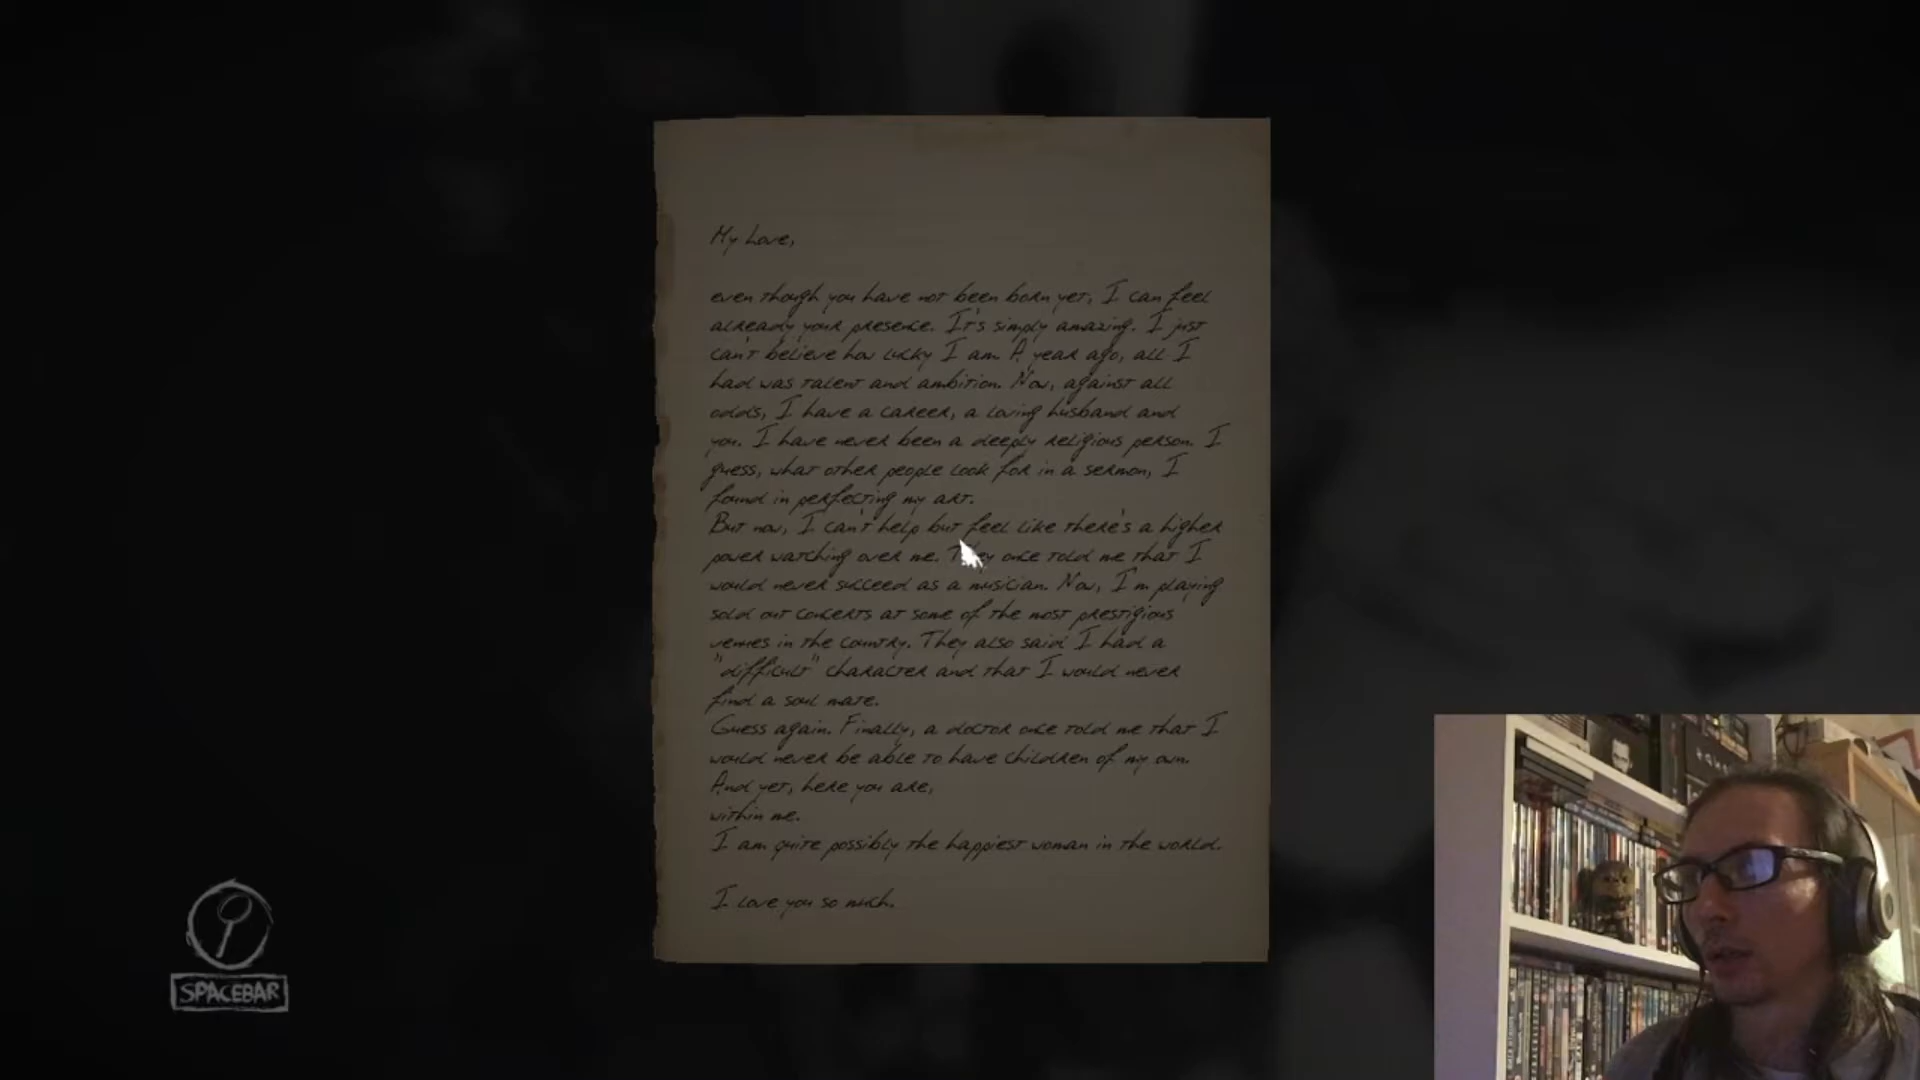 My Love,
even though you have not been born yet, I can feel
already your presence. It's simply amazing. I just
can't believe how lucky I am. A year ago, all I
had was talent and ambition. Now, against all
odds, I have a career, a loving husband and
you. I have never been a deeply religious person. I
guess, what other people look for in a sermon, I
found in perfecting my art.
But now, I can't help but feel like there's a higher
power watching over me. They once told me that I
would never succeed as a musician. Now, I'm playing
sold out concerts at some of the most prestigious
venues in the country. They also said I had a
"difficult" character and that I would never
find a soul mate.
Guess again. Finally, a doctor once told me that I
would never be able to have children of my own.
And yet, here you are,
within me.
I am quite possibly the happiest woman in the world.
I love you so much.
SPACEBAR